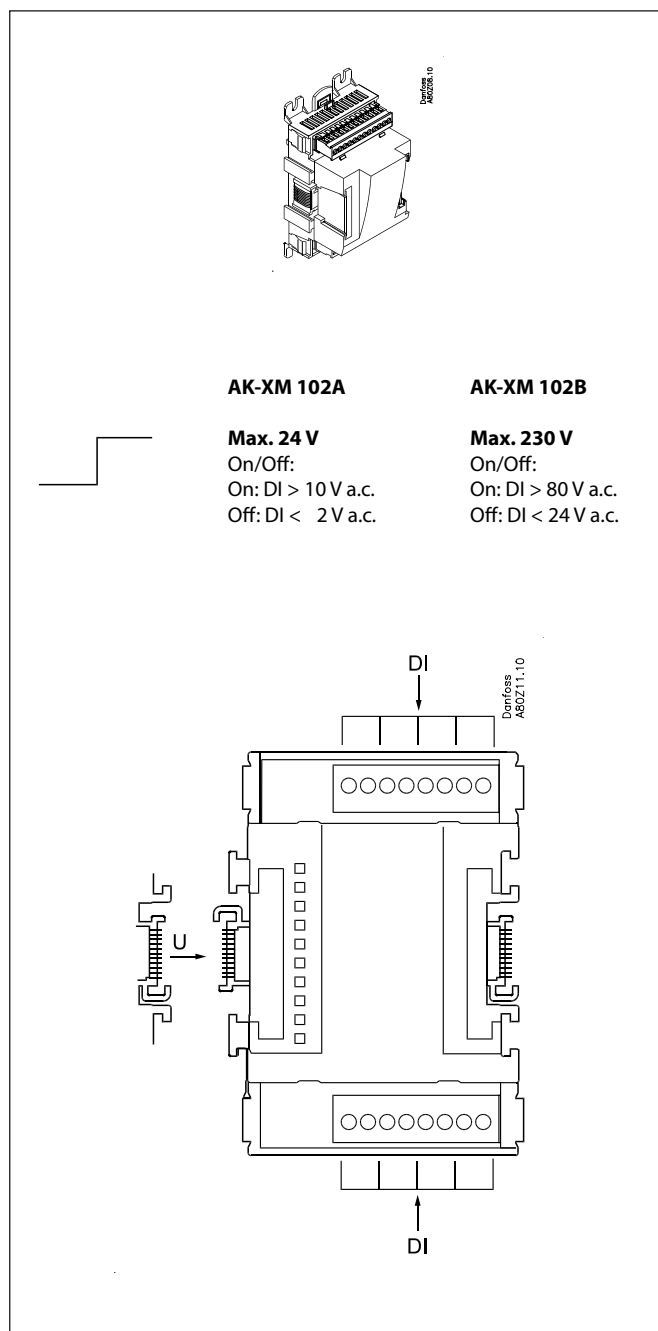 Danfoss
A80Z08.10
AK-XM 102A
Max. 24 V
On/Off:
On: DI > 10 V a.c.
Off: DI < 2 V a.c.
AK-XM 102B
Max. 230 V
On/Off:
On: DI > 80 V a.c.
Off: DI < 24 V a.c.
DI
Danfoss
A80Z11.10
U
DI